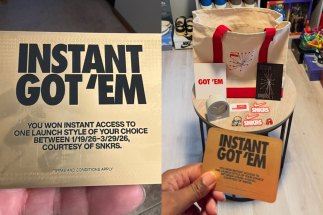 INSTANT
GOT 'EM
YOU WON INSTANT ACCESS TO
ONE LAUNCH STYLE OF YOUR CHOICE
BETWEEN 1/19/26–3/29/26,
COURTESY OF SNKRS.
AND CONDITIONS APPLY
GOT 'EM
SNKRS
INSTANT
GOT 'EM